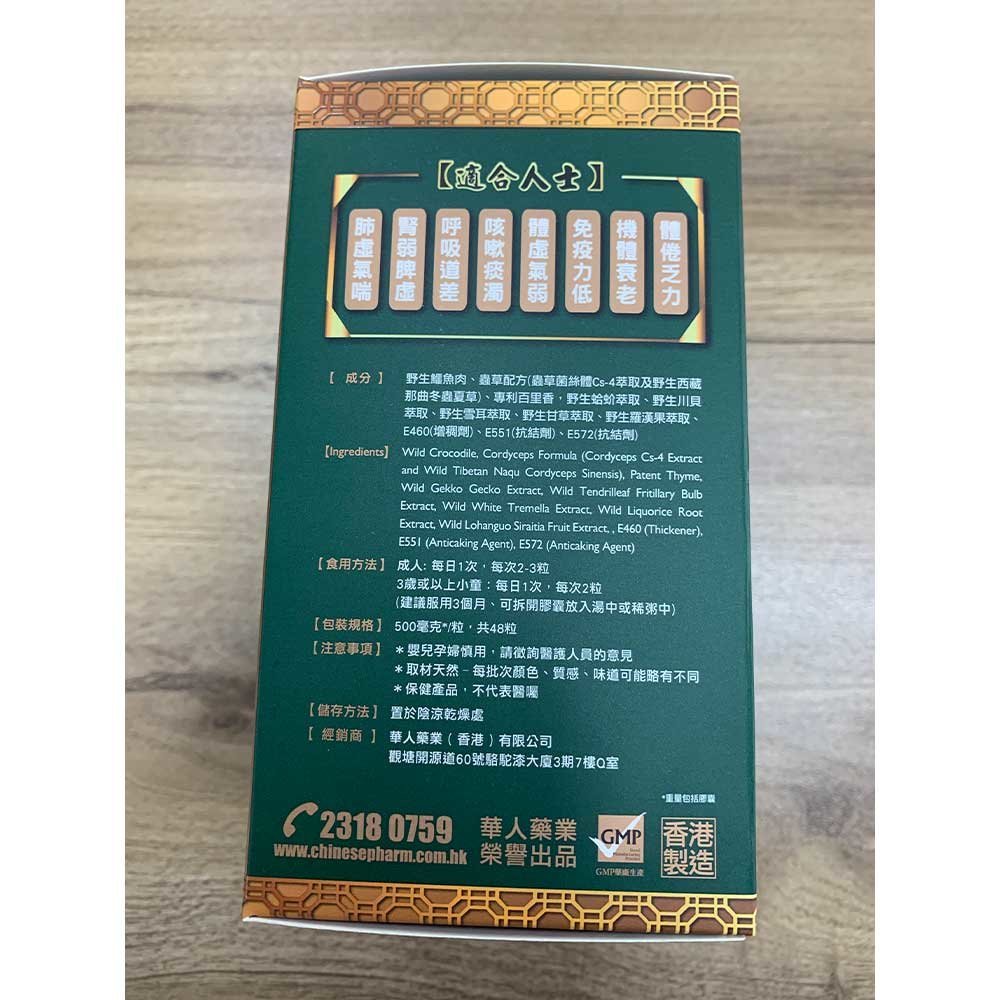 【適合人士】
體倦乏力
機體衰老
免疫力低
體虛氣弱
咳嗽痰濁
呼吸道差
腎弱脾虛
肺虛氣喘
【 成分 】 野生鱷魚肉、蟲草配方(蟲草菌絲體Cs-4萃取及野生西藏
那曲冬蟲夏草)、專利百里香，野生蛤蚧萃取、野生川貝
萃取、野生雪耳萃取、野生甘草萃取、野生羅漢果萃取、
E460(增稠劑)、E551(抗結劑)、E572(抗結劑)
【Ingredients】 Wild Crocodile, Cordyceps Formula (Cordyceps Cs-4 Extract
and Wild Tibetan Naqu Cordyceps Sinensis), Patent Thyme,
Wild Gekko Gecko Extract, Wild Tendrilleaf Fritillary Bulb
Extract, Wild White Tremella Extract, Wild Liquorice Root
Extract, Wild Lohanguo Siraitia Fruit Extract, , E460 (Thickener),
E551 (Anticaking Agent), E572 (Anticaking Agent)
【食用方法】 成人: 每日1次，每次2-3粒
3歲或以上小童：每日1次，每次2粒
(建議服用3個月、可拆開膠囊放入湯中或稀粥中)
【包裝規格】 500毫克*/粒，共48粒
【注意事項】 *嬰兒孕婦慎用，請徵詢醫護人員的意見
*取材天然–每批次顏色、質感、味道可能略有不同
*保健產品，不代表醫囑
【儲存方法】 置於陰涼乾燥處
【 經銷商 】 華人藥業（香港）有限公司
觀塘開源道60號駱駝漆大廈3期7樓Q室
*重量包括膠囊
2318 0759
www.chinesepharm.com.hk
華人藥業
榮譽出品
GMP
Good
Manufacturing
Practice
GMP藥廠生產
香港
製造